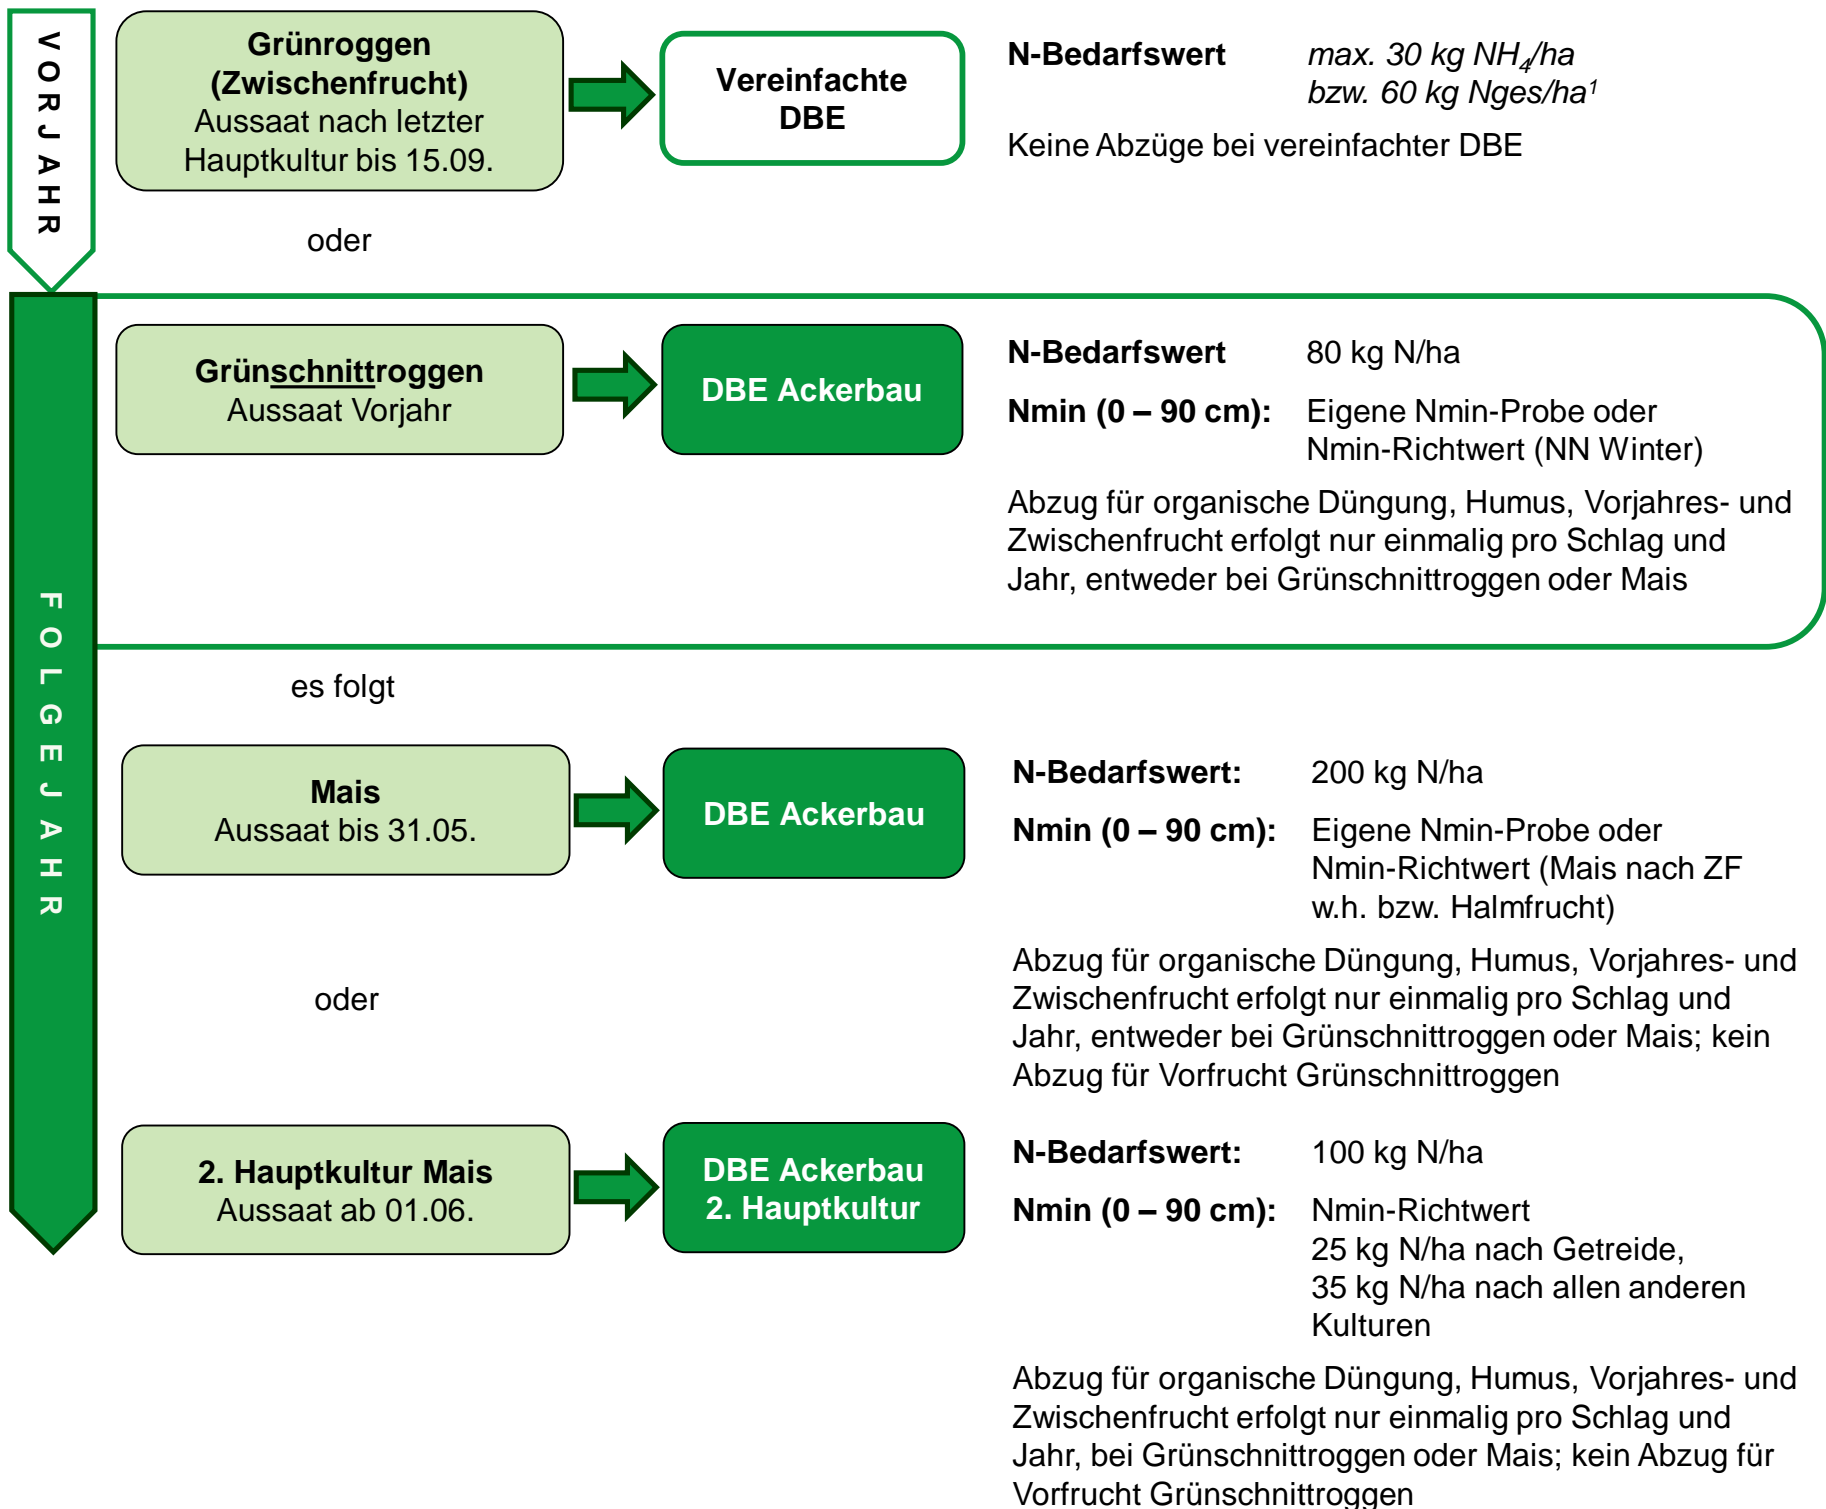 VORJAHR
Grünroggen
(Zwischenfrucht)
Aussaat nach letzter
Hauptkultur bis 15.09.
Vereinfachte
DBE
N-Bedarfswert max. 30 kg NH₄/ha
bzw. 60 kg Nges/ha¹
Keine Abzüge bei vereinfachter DBE
oder
FOLGEJAHR
Grünschnittroggen
Aussaat Vorjahr
DBE Ackerbau
N-Bedarfswert 80 kg N/ha
Nmin (0 – 90 cm): Eigene Nmin-Probe oder
Nmin-Richtwert (NN Winter)
Abzug für organische Düngung, Humus, Vorjahres- und
Zwischenfrucht erfolgt nur einmalig pro Schlag und
Jahr, entweder bei Grünschnittroggen oder Mais
es folgt
Mais
Aussaat bis 31.05.
DBE Ackerbau
N-Bedarfswert: 200 kg N/ha
Nmin (0 – 90 cm): Eigene Nmin-Probe oder
Nmin-Richtwert (Mais nach ZF
w.h. bzw. Halmfrucht)
Abzug für organische Düngung, Humus, Vorjahres- und
Zwischenfrucht erfolgt nur einmalig pro Schlag und
Jahr, entweder bei Grünschnittroggen oder Mais; kein
Abzug für Vorfrucht Grünschnittroggen
oder
2. Hauptkultur Mais
Aussaat ab 01.06.
DBE Ackerbau
2. Hauptkultur
N-Bedarfswert: 100 kg N/ha
Nmin (0 – 90 cm): Nmin-Richtwert
25 kg N/ha nach Getreide,
35 kg N/ha nach allen anderen
Kulturen
Abzug für organische Düngung, Humus, Vorjahres- und
Zwischenfrucht erfolgt nur einmalig pro Schlag und
Jahr, bei Grünschnittroggen oder Mais; kein Abzug für
Vorfrucht Grünschnittroggen